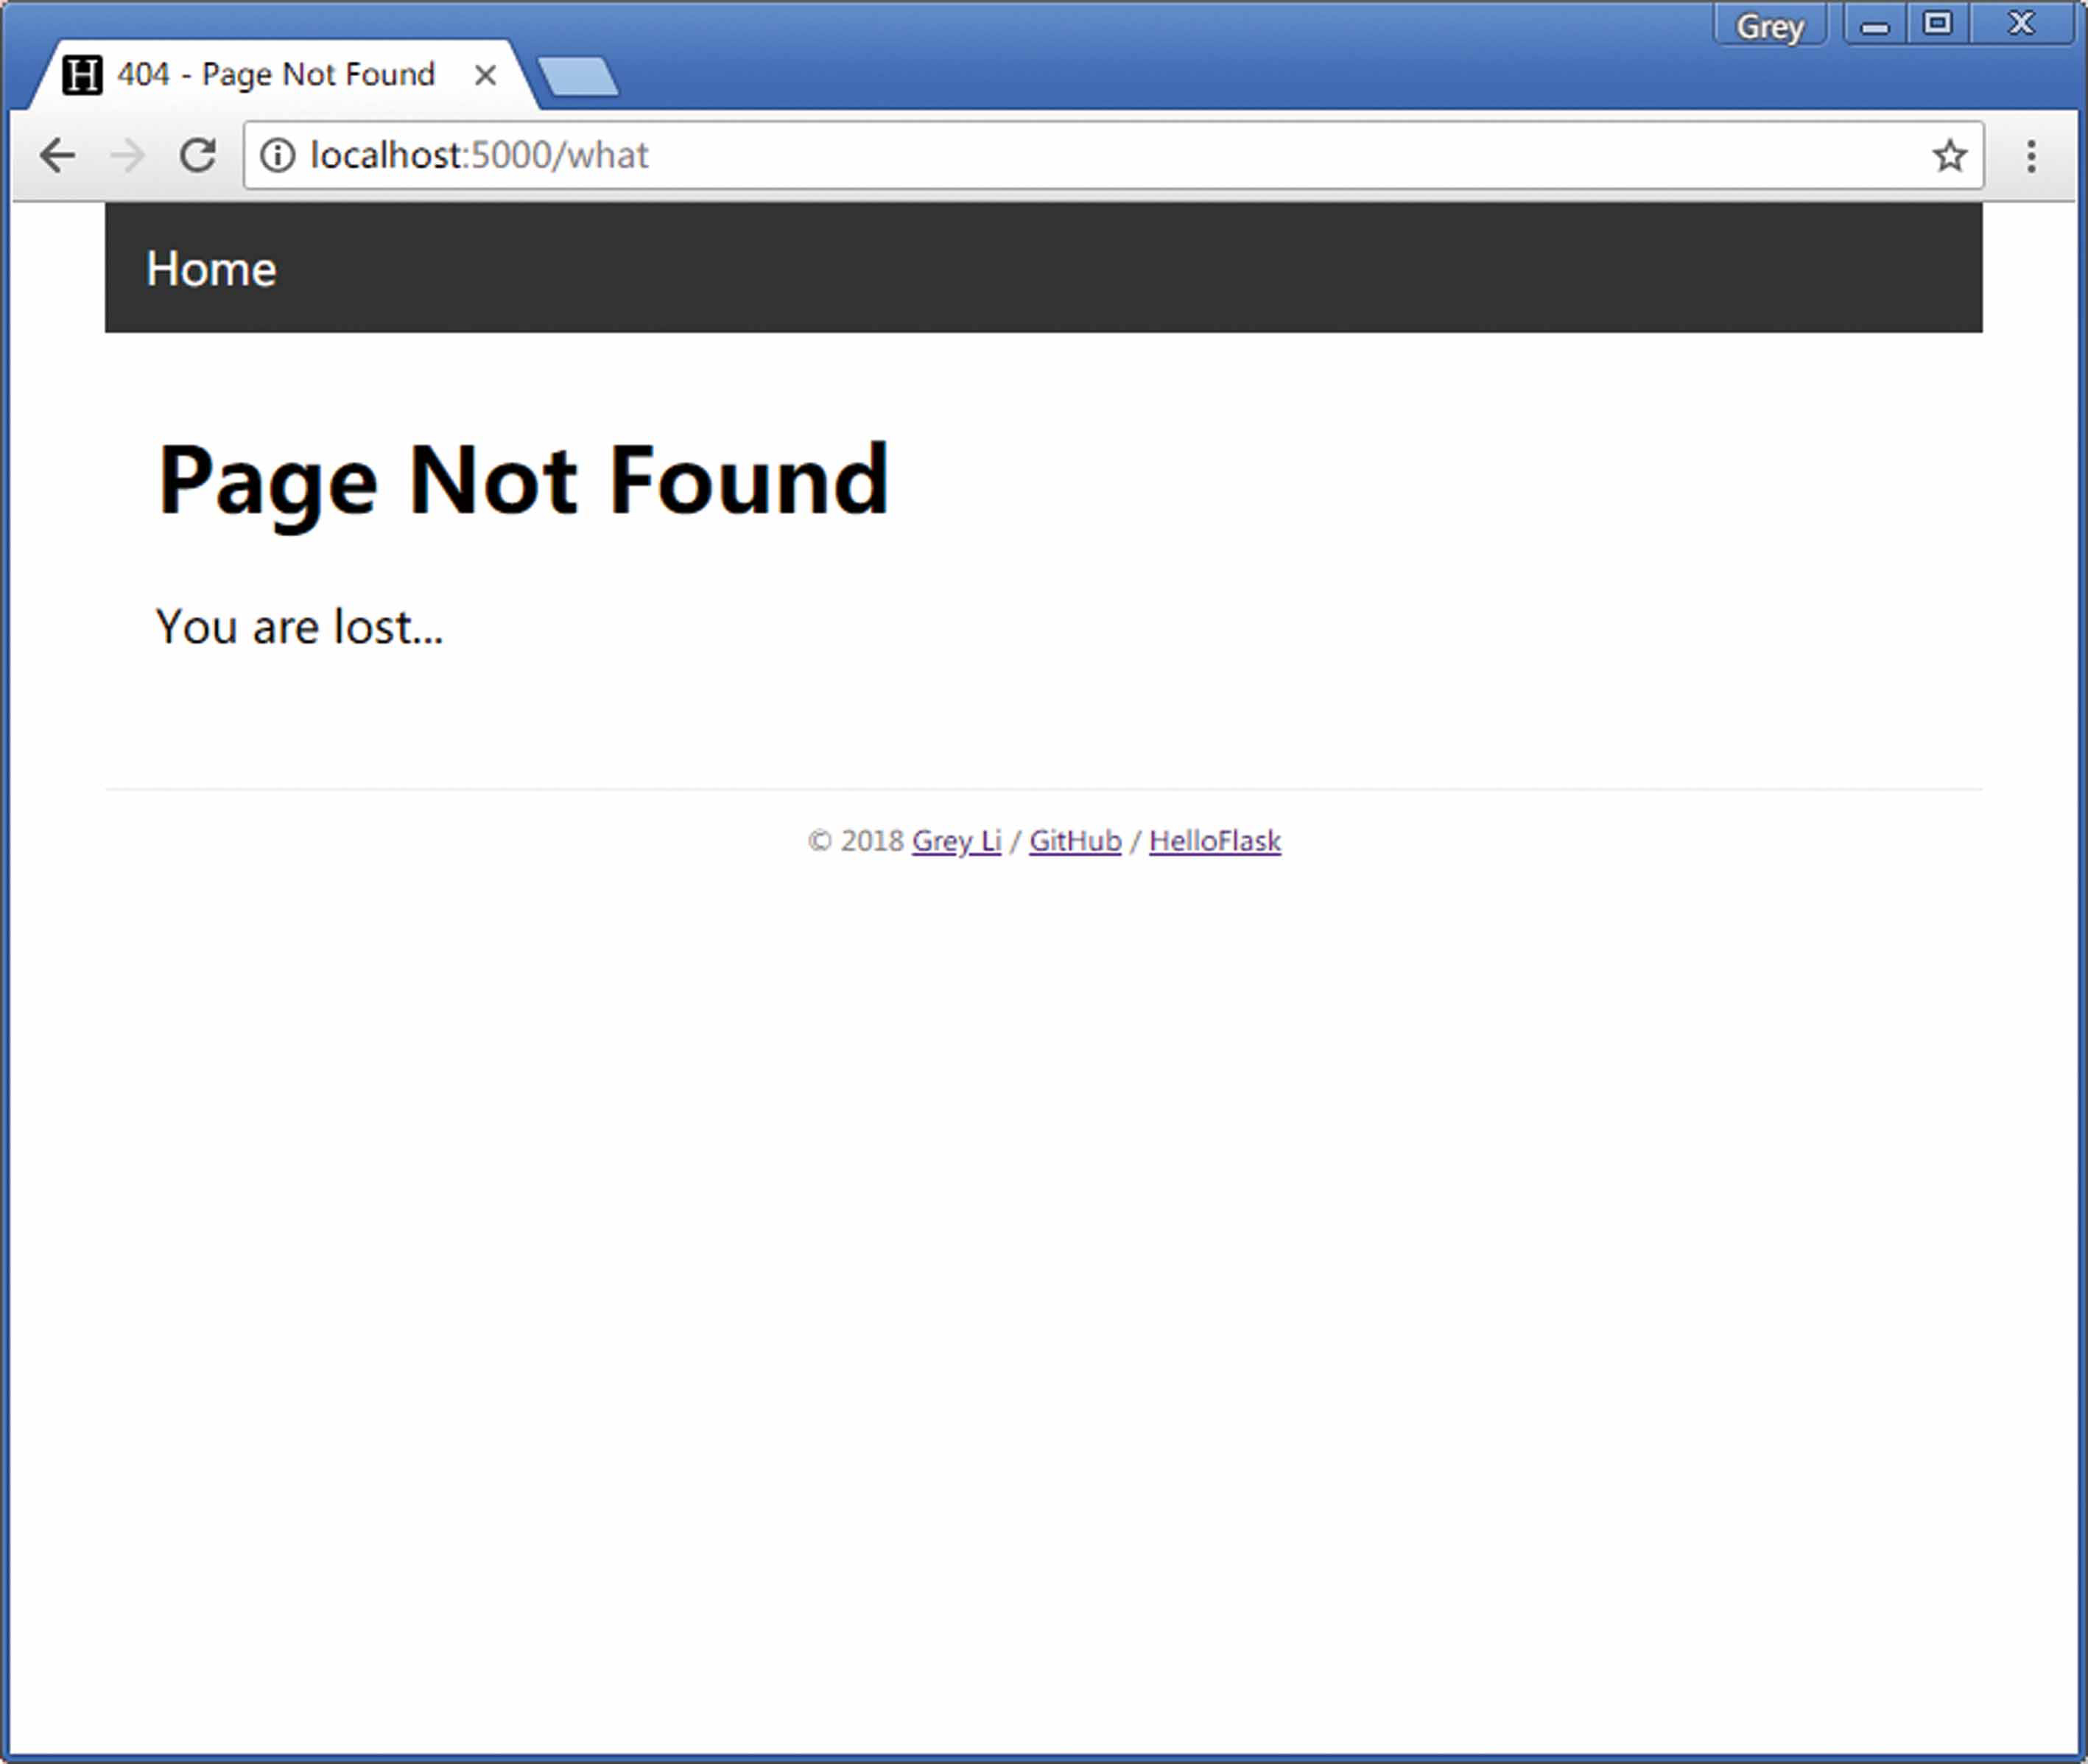 Grey
H 404 - Page Not Found
localhost:5000/what
Home
Page Not Found
You are lost...
© 2018 Grey Li / GitHub / HelloFlask